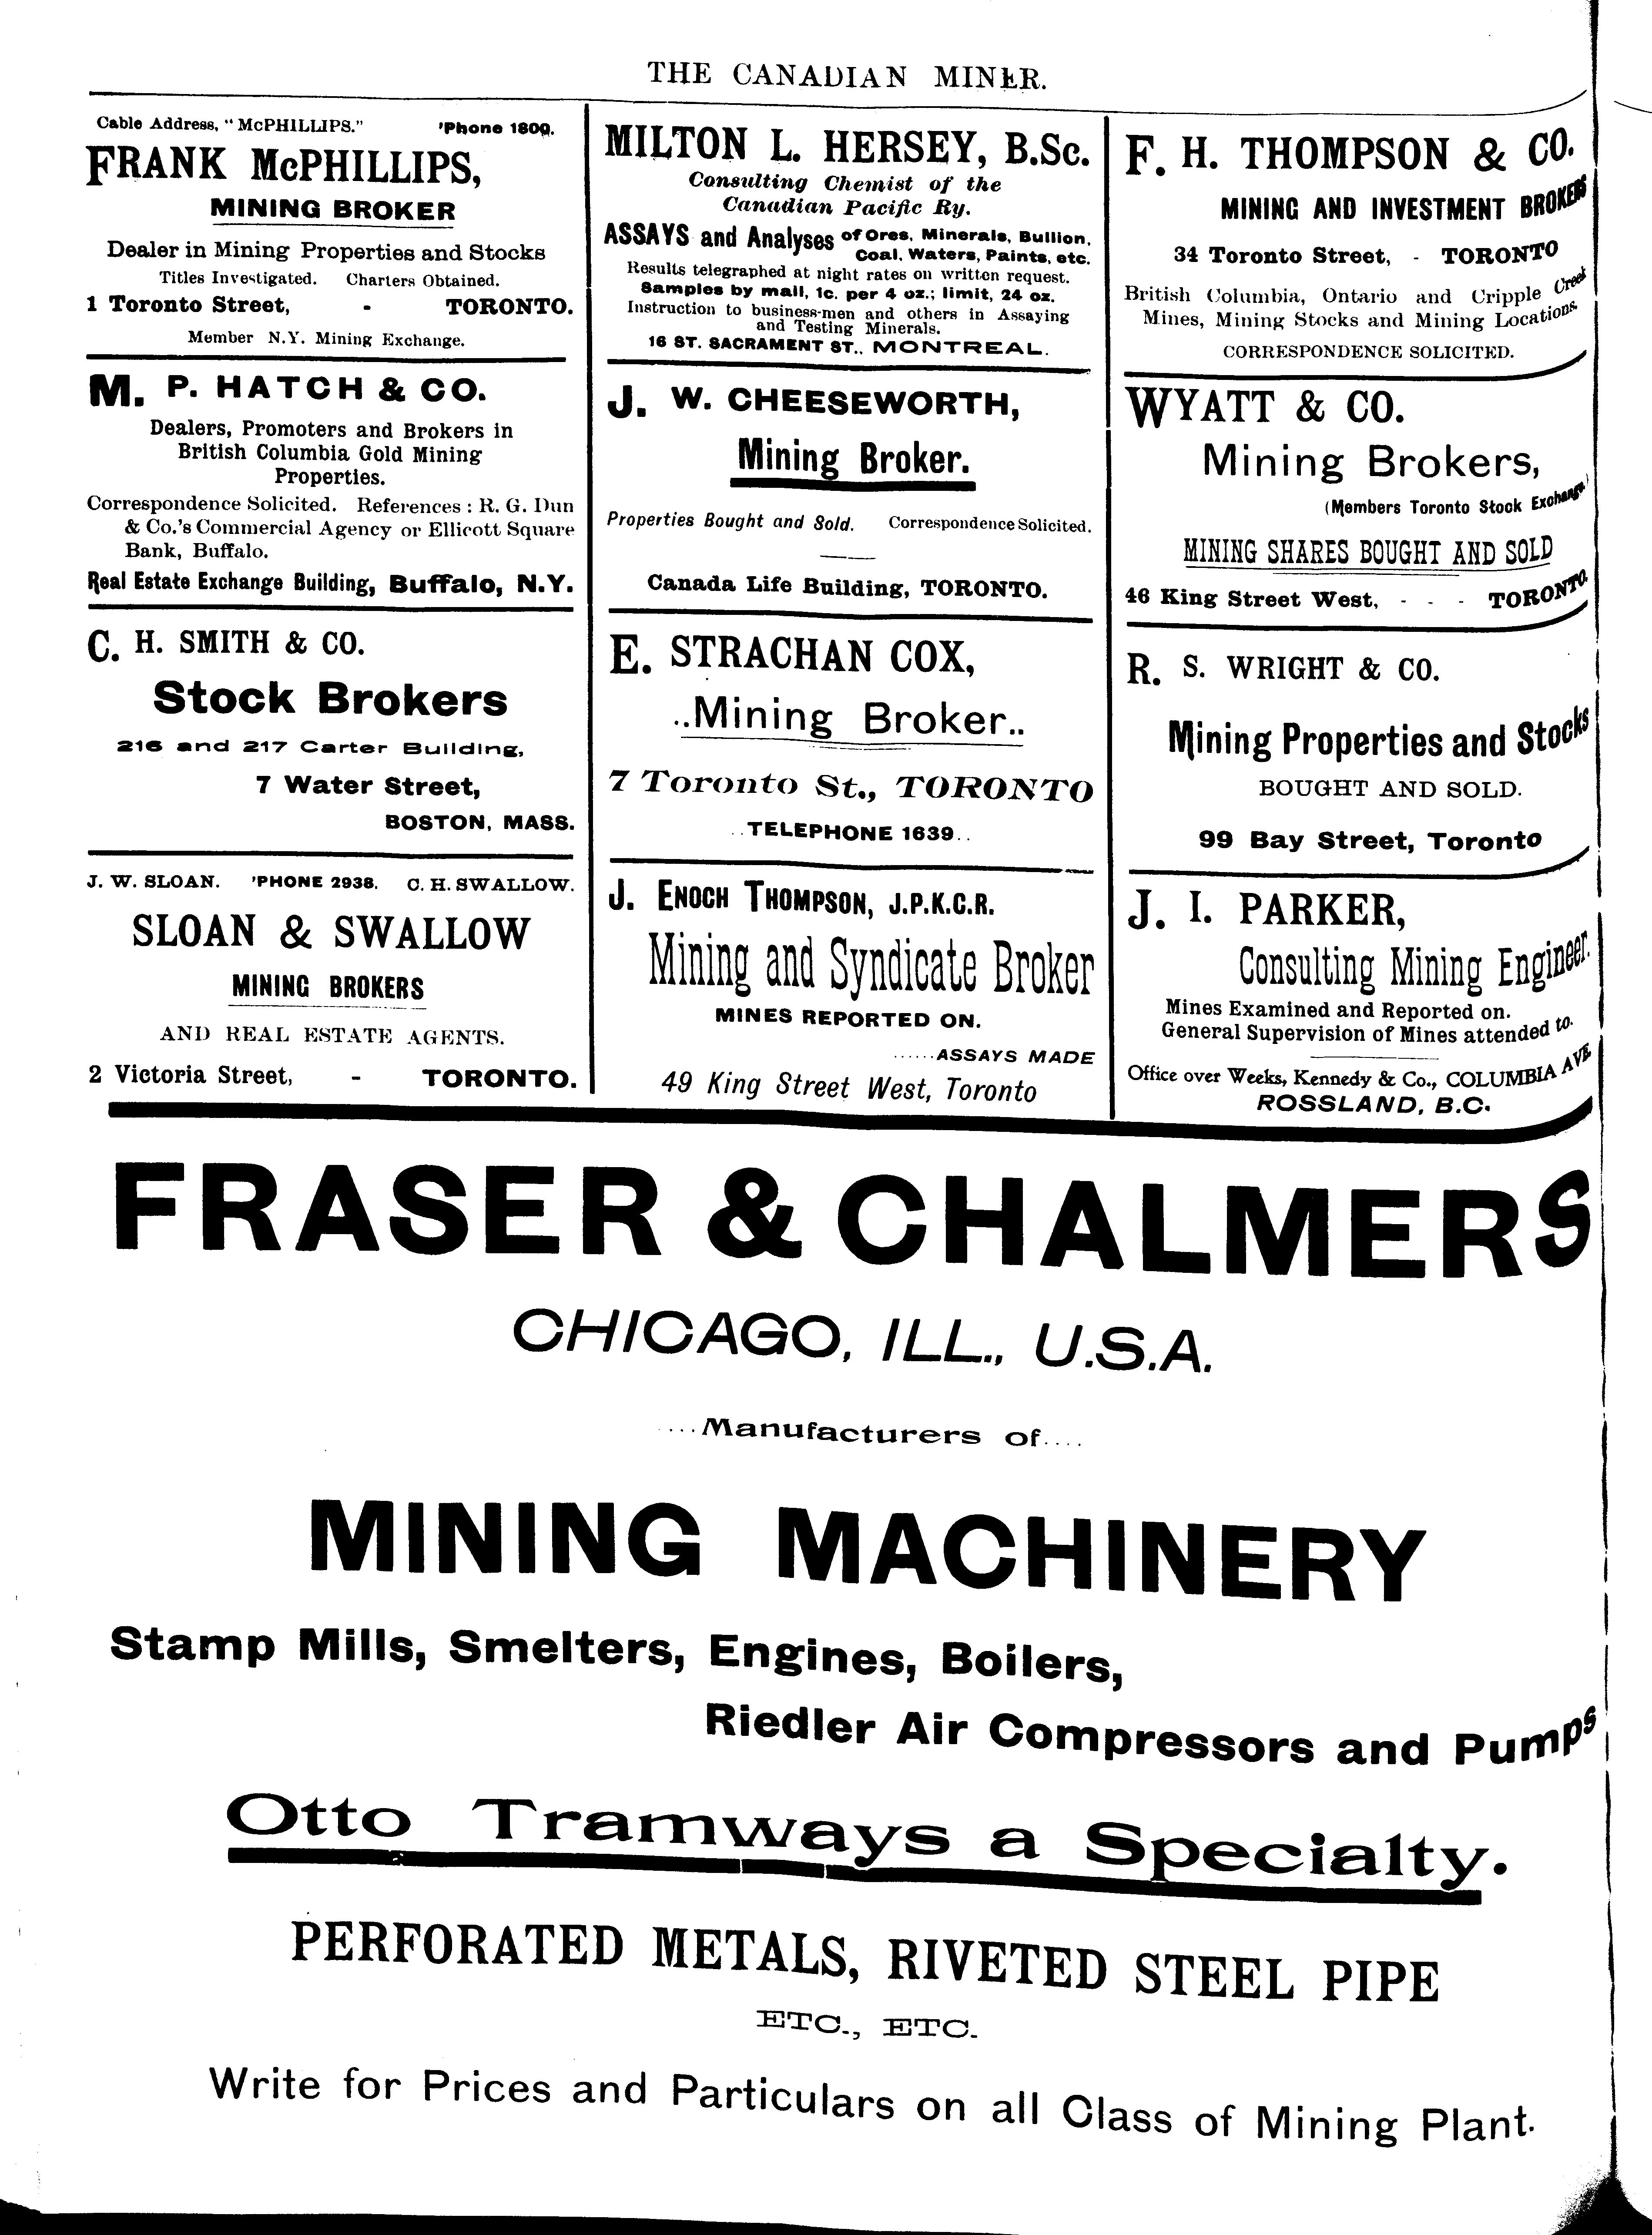 THE CANADIAN MINER.
Cable Address, "McPHILLIPS." 'Phone 1800.
FRANK McPHILLIPS,
MINING BROKER
Dealer in Mining Properties and Stocks
Titles Investigated. Charters Obtained.
1 Toronto Street, - TORONTO.
Member N.Y. Mining Exchange.
M. P. HATCH & CO.
Dealers, Promoters and Brokers in
British Columbia Gold Mining
Properties.
Correspondence Solicited. References : R. G. Dun
& Co.'s Commercial Agency or Ellicott Square
Bank, Buffalo.
Real Estate Exchange Building, Buffalo, N.Y.
C. H. SMITH & CO.
Stock Brokers
216 and 217 Carter Building,
7 Water Street,
BOSTON, MASS.
J. W. SLOAN. 'PHONE 2938. C. H. SWALLOW.
SLOAN & SWALLOW
MINING BROKERS
AND REAL ESTATE AGENTS.
2 Victoria Street, - TORONTO.
MILTON L. HERSEY, B.Sc.
Consulting Chemist of the
Canadian Pacific Ry.
ASSAYS and Analyses of Ores, Minerals, Bullion,
Coal, Waters, Paints, etc.
Results telegraphed at night rates on written request.
Samples by mail, 1c. per 4 oz.; limit, 24 oz.
Instruction to business-men and others in Assaying
and Testing Minerals.
16 ST. SACRAMENT ST., MONTREAL.
J. W. CHEESEWORTH,
Mining Broker.
Properties Bought and Sold. Correspondence Solicited.
Canada Life Building, TORONTO.
E. STRACHAN COX,
..Mining Broker..
7 Toronto St., TORONTO
..TELEPHONE 1639..
J. ENOCH THOMPSON, J.P.K.C.R.
Mining and Syndicate Broker
MINES REPORTED ON.
......ASSAYS MADE
49 King Street West, Toronto
F. H. THOMPSON & CO.
MINING AND INVESTMENT BROKERS
34 Toronto Street, - TORONTO
British Columbia, Ontario and Cripple Creek
Mines, Mining Stocks and Mining Locations.
CORRESPONDENCE SOLICITED.
WYATT & CO.
Mining Brokers,
(Members Toronto Stock Exchange.)
MINING SHARES BOUGHT AND SOLD
46 King Street West, - - - TORONTO.
R. S. WRIGHT & CO.
Mining Properties and Stocks
BOUGHT AND SOLD.
99 Bay Street, Toronto
J. I. PARKER,
Consulting Mining Engineer.
Mines Examined and Reported on.
General Supervision of Mines attended to.
Office over Weeks, Kennedy & Co., COLUMBIA AVE
ROSSLAND, B.C.
FRASER & CHALMERS
CHICAGO, ILL., U.S.A.
....Manufacturers of....
MINING MACHINERY
Stamp Mills, Smelters, Engines, Boilers,
Riedler Air Compressors and Pumps
Otto Tramways a Specialty.
PERFORATED METALS, RIVETED STEEL PIPE
ETC., ETC.
Write for Prices and Particulars on all Class of Mining Plant.